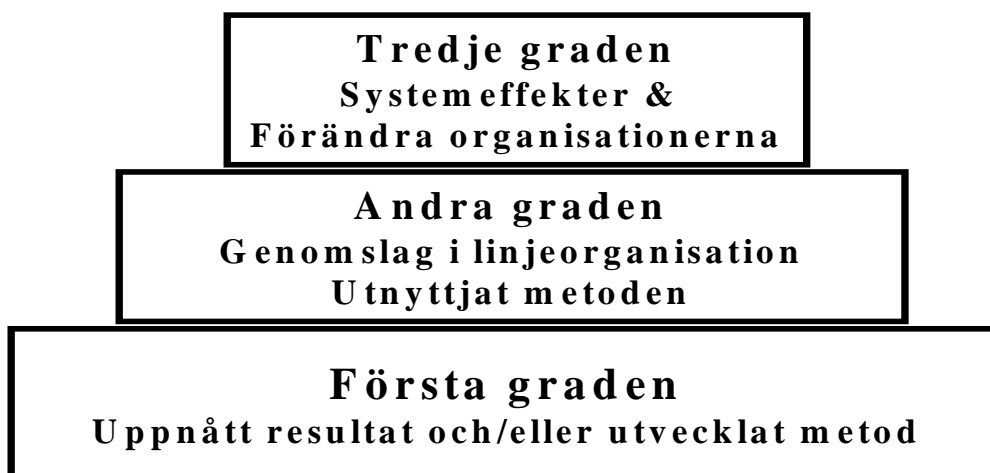 Tredje graden
Systemeffekter &
Förändra organisationerna
Andra graden
Genomslag i linjeorganisation
Utnyttjat metoden
Första graden
Uppnått resultat och/eller utvecklat metod